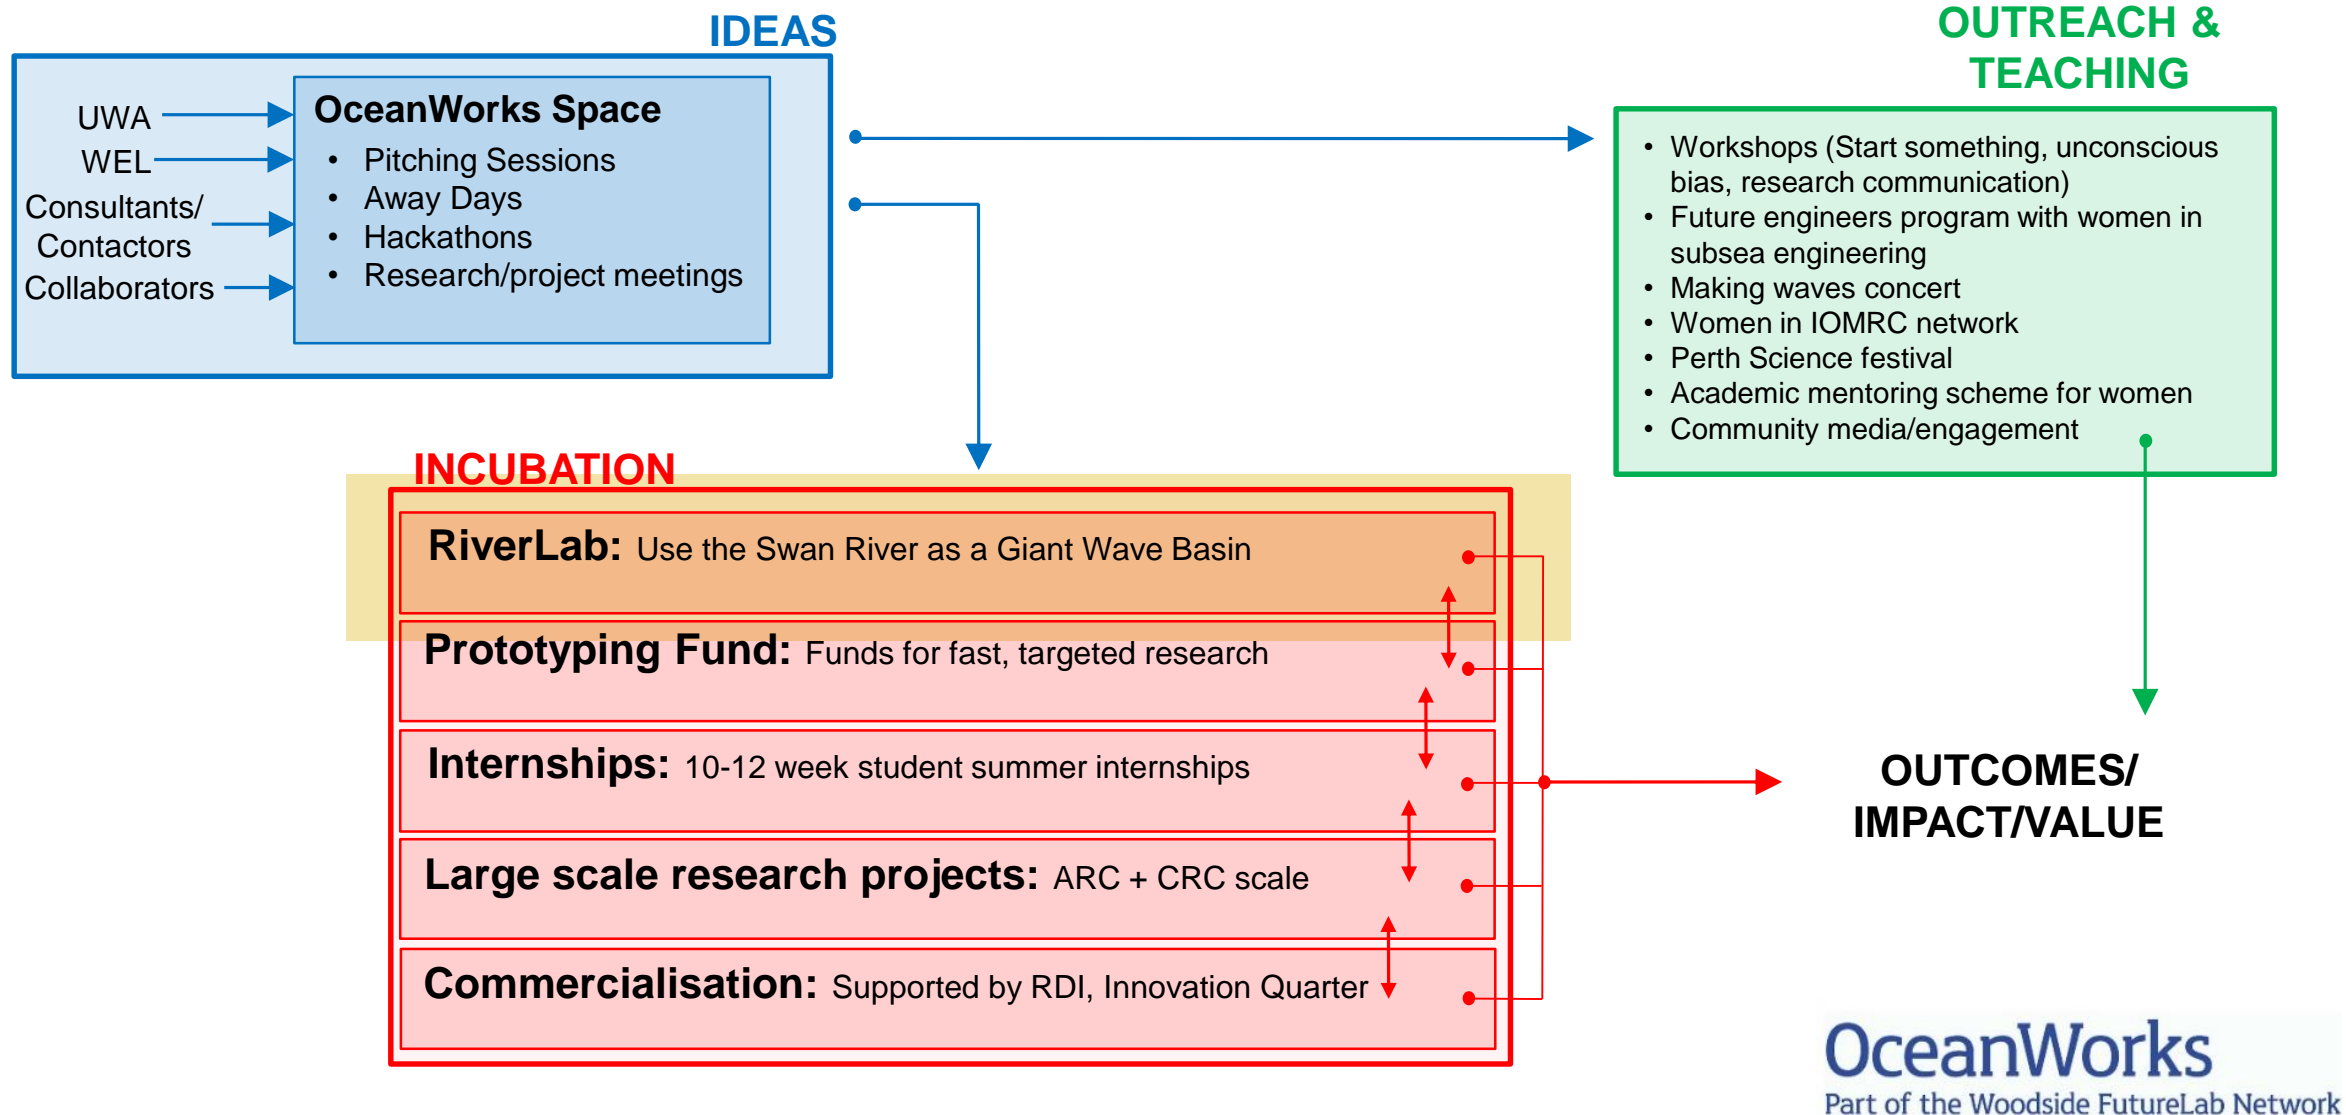 IDEAS
UWA
WEL
Consultants/
Contactors
Collaborators
OceanWorks Space
• Pitching Sessions
• Away Days
• Hackathons
• Research/project meetings
OUTREACH &
TEACHING
• Workshops (Start something, unconscious
bias, research communication)
• Future engineers program with women in
subsea engineering
• Making waves concert
• Women in IOMRC network
• Perth Science festival
• Academic mentoring scheme for women
• Community media/engagement
INCUBATION
RiverLab: Use the Swan River as a Giant Wave Basin
Prototyping Fund: Funds for fast, targeted research
Internships: 10-12 week student summer internships
Large scale research projects: ARC + CRC scale
Commercialisation: Supported by RDI, Innovation Quarter
OUTCOMES/
IMPACT/VALUE
OceanWorks
Part of the Woodside FutureLab Network